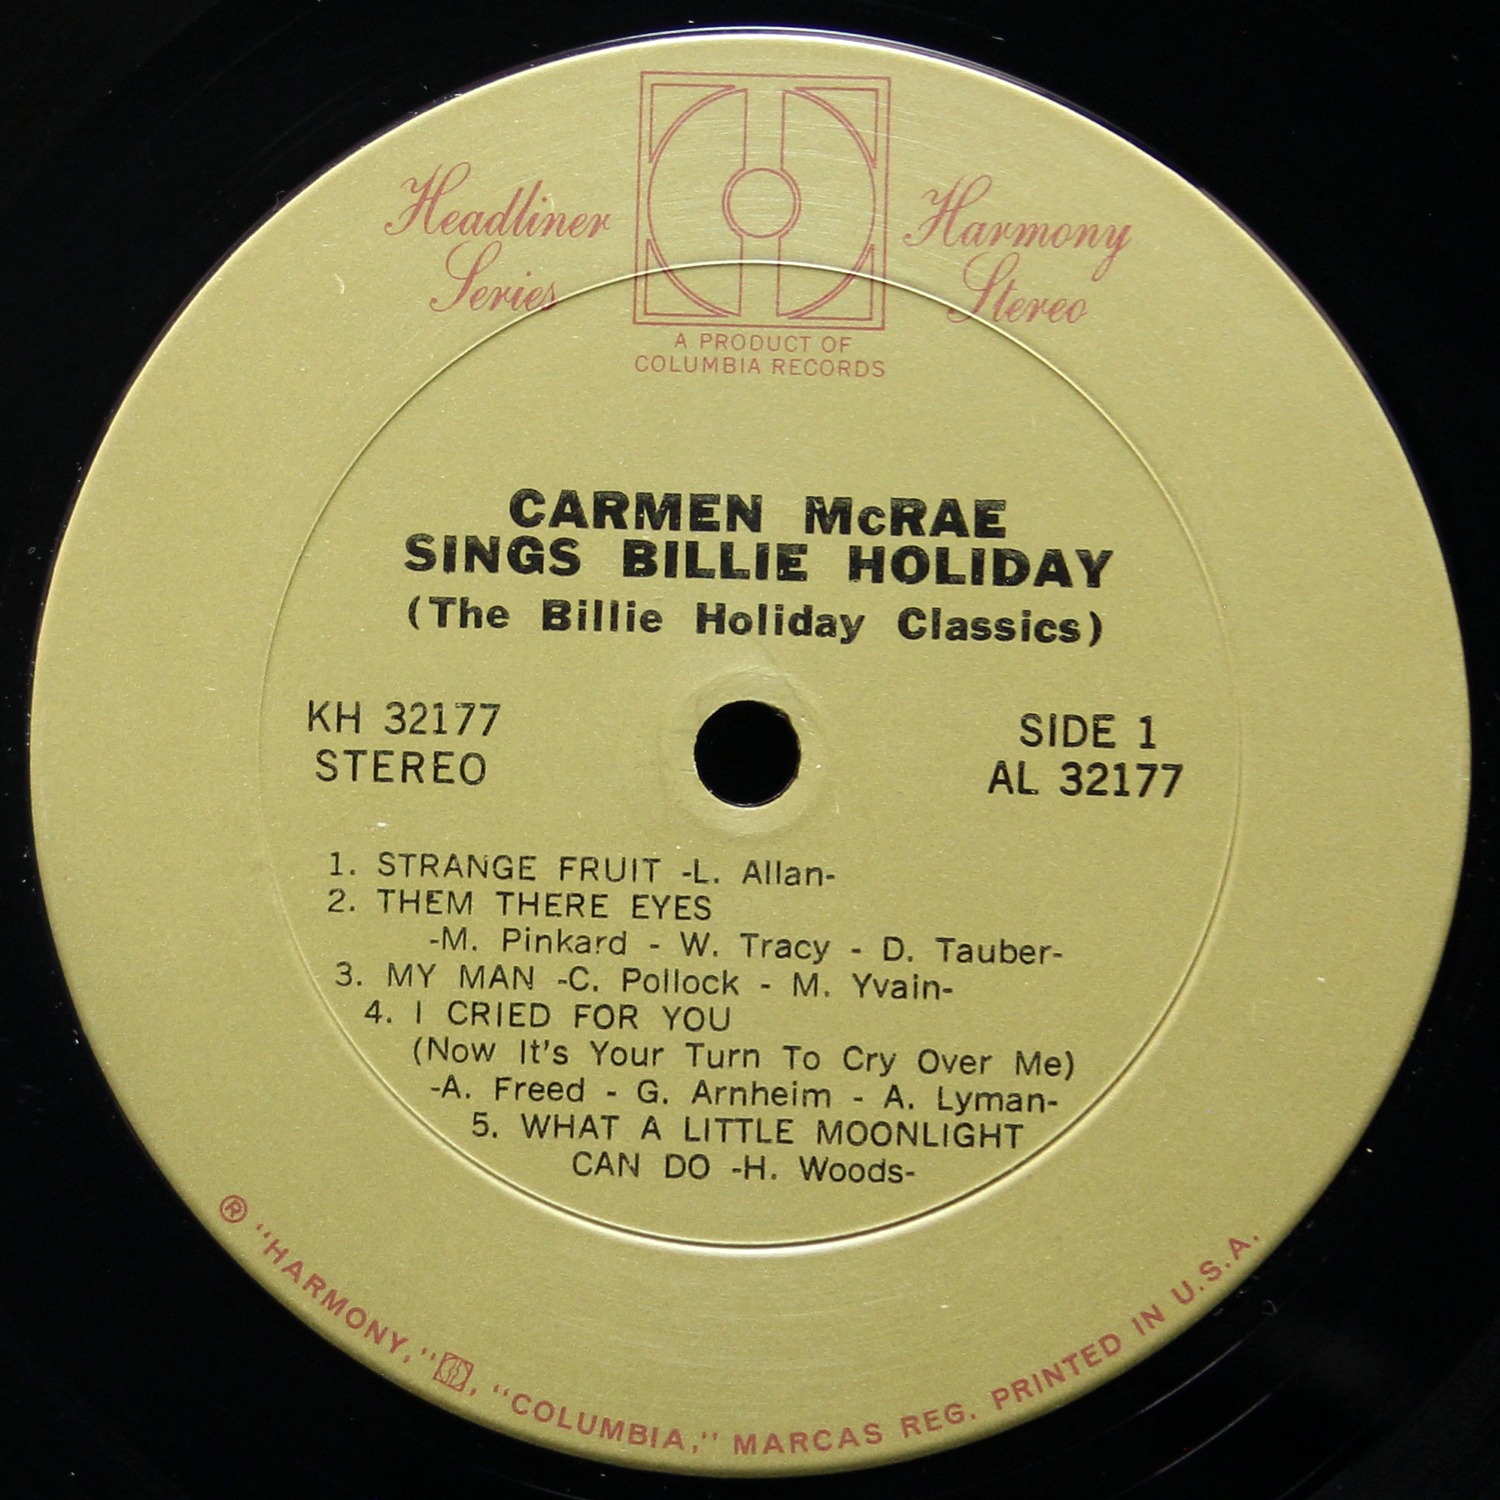 Headliner
Series
Harmony
Stereo
A PRODUCT OF
COLUMBIA RECORDS
CARMEN McRAE
SINGS BILLIE HOLIDAY
(The Billie Holiday Classics)
KH 32177
STEREO
SIDE 1
AL 32177
1. STRANGE FRUIT -L. Allan-
2. THEM THERE EYES
-M. Pinkard - W. Tracy - D. Tauber-
3. MY MAN -C. Pollock - M. Yvain-
4. I CRIED FOR YOU
(Now It's Your Turn To Cry Over Me)
-A. Freed - G. Arnheim - A. Lyman-
5. WHAT A LITTLE MOONLIGHT
CAN DO -H. Woods-
® "HARMONY," , "COLUMBIA," MARCAS REG. PRINTED IN U.S.A.